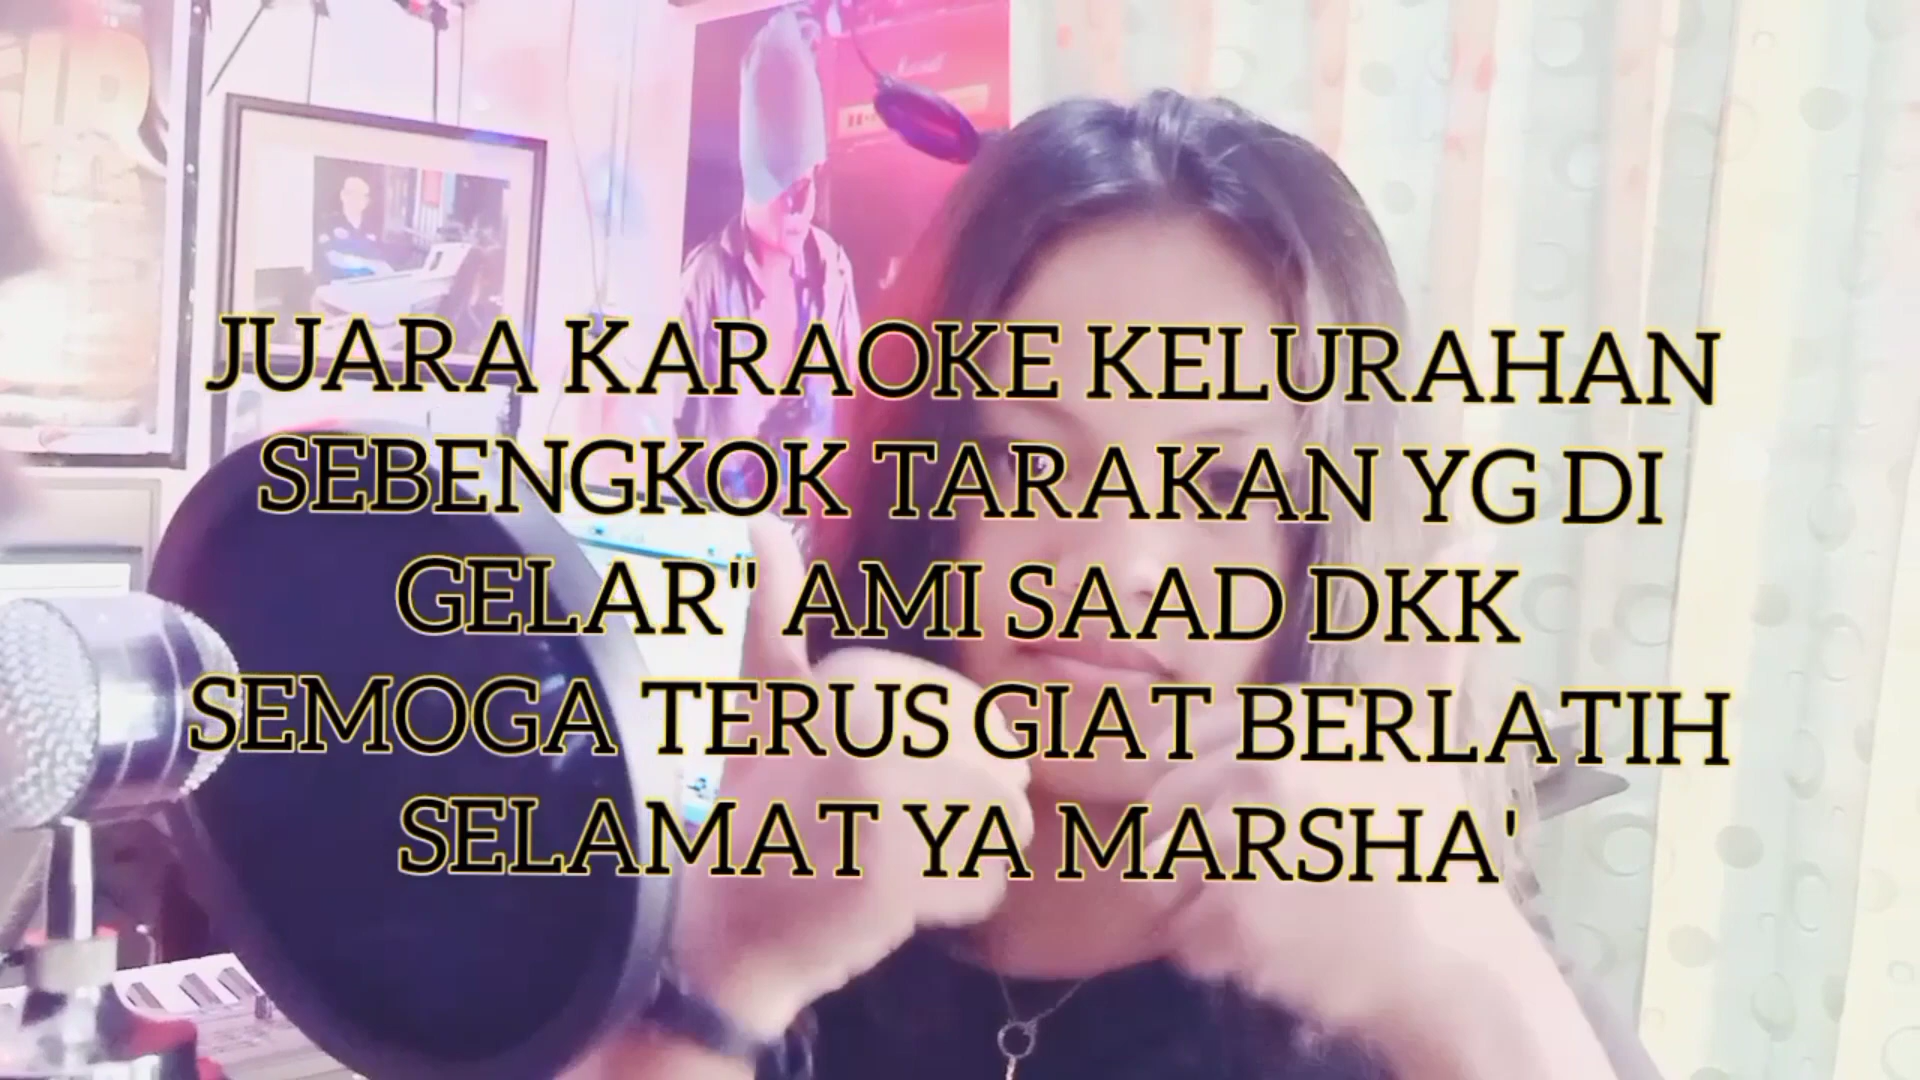 JUARA KARAOKE KELURAHAN
SEBENGKOK TARAKAN YG DI
GELAR" AMI SAAD DKK
SEMOGA TERUS GIAT BERLATIH
SELAMAT YA MARSHA'